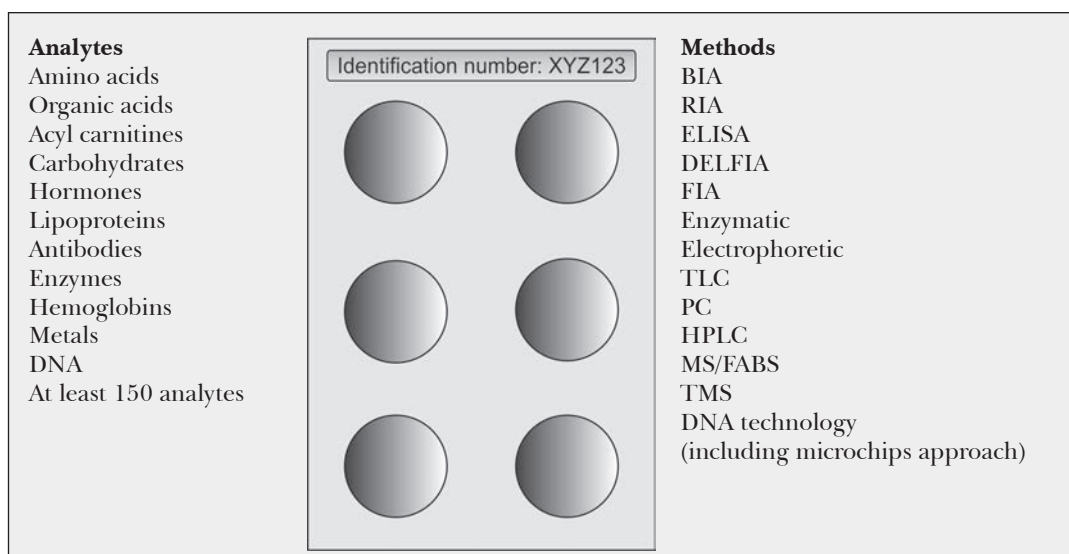 Analytes
Amino acids
Organic acids
Acyl carnitines
Carbohydrates
Hormones
Lipoproteins
Antibodies
Enzymes
Hemoglobins
Metals
DNA
At least 150 analytes
Identification number: XYZ123
Methods
BIA
RIA
ELISA
DELFIA
FIA
Enzymatic
Electrophoretic
TLC
PC
HPLC
MS/FABS
TMS
DNA technology
(including microchips approach)